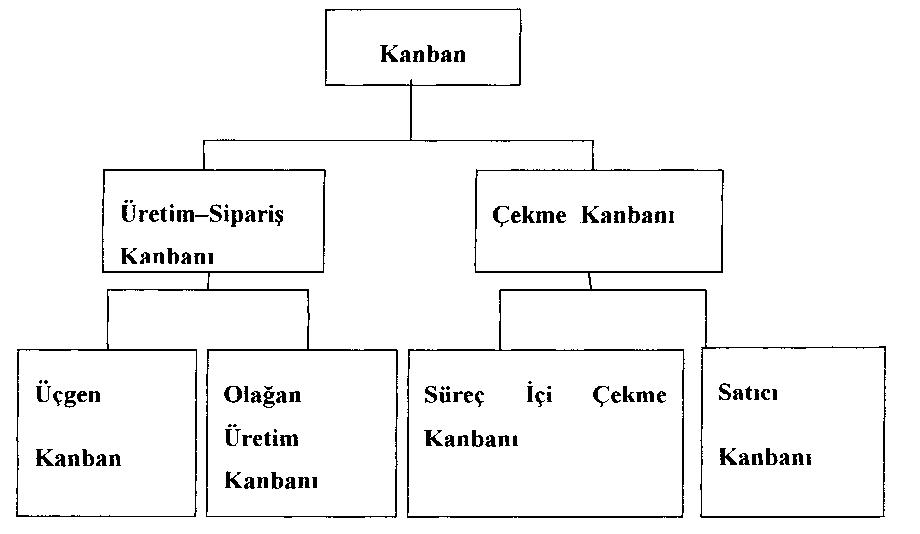 Kanban
Üretim–Sipariş
Kanbanı
Çekme Kanbanı
Üçgen
Kanban
Olağan
Üretim
Kanbanı
Süreç İçi Çekme
Kanbanı
Satıcı
Kanbanı